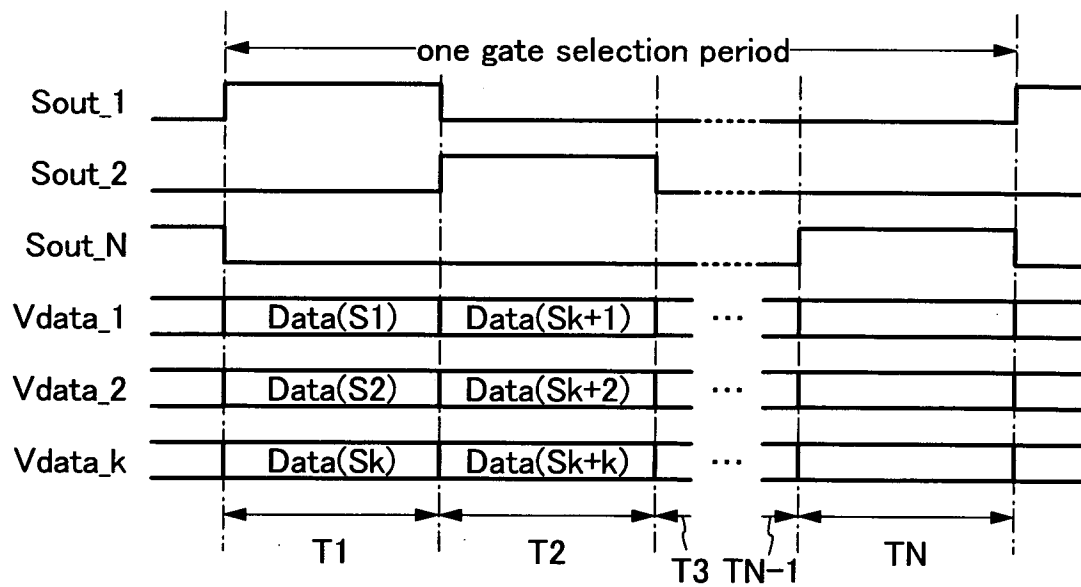 one gate selection period
Sout_1
Sout_2
Sout_N
Vdata_1 Data(S1) Data(Sk+1) ...
Vdata_2 Data(S2) Data(Sk+2) ...
Vdata_k Data(Sk) Data(Sk+k) ...
T1 T2 T3 TN-1 TN